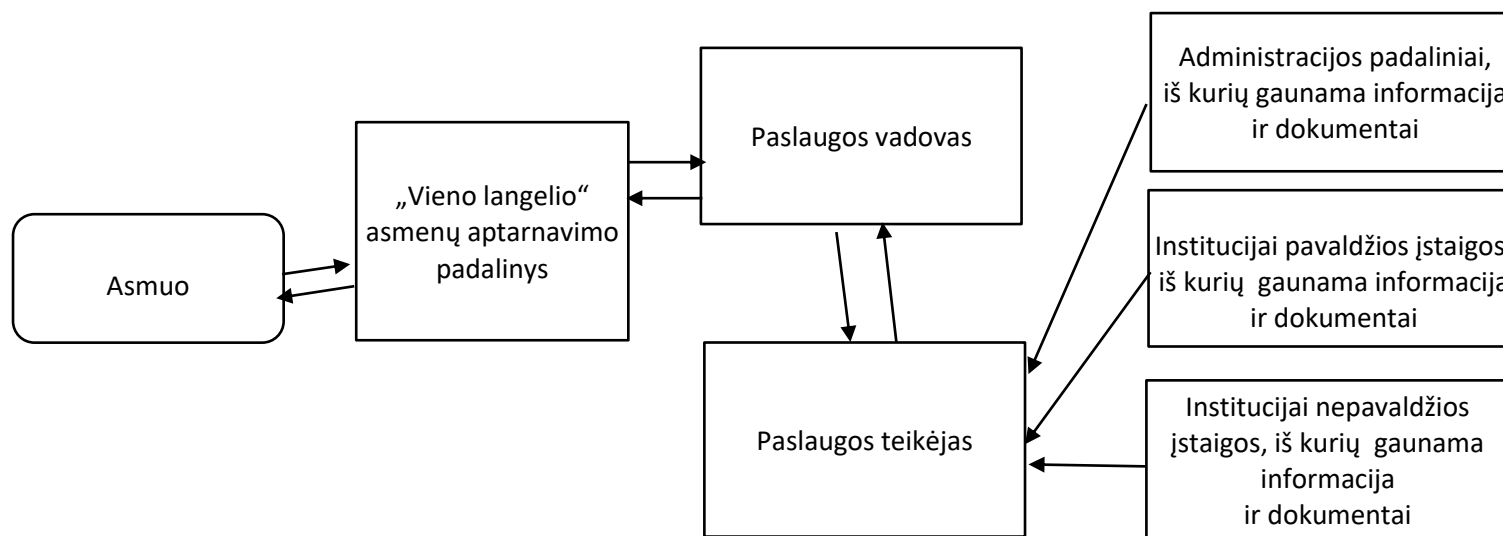 Asmuo
„Vieno langelio“
asmenų aptarnavimo
padalinys
Paslaugos vadovas
Paslaugos teikėjas
Administracijos padaliniai,
iš kurių gaunama informacija
ir dokumentai
Institucijai pavaldžios įstaigos
iš kurių  gaunama informacija
ir dokumentai
Institucijai nepavaldžios
įstaigos, iš kurių  gaunama
informacija
ir dokumentai